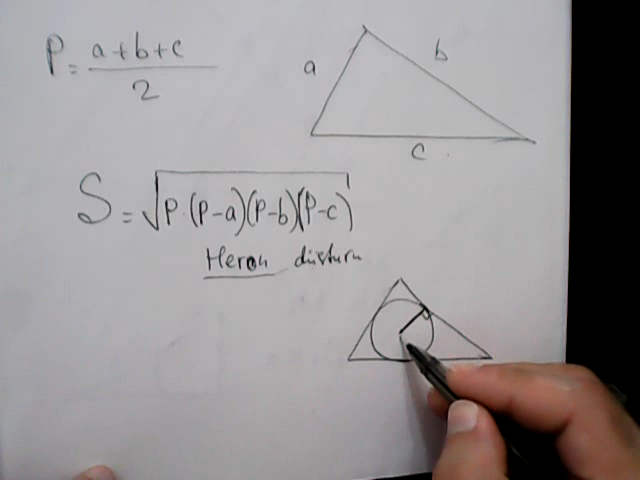 P = a+b+c / 2
a
b
c
S = √P.(P-a)(P-b)(P-c)
Heron düsturu